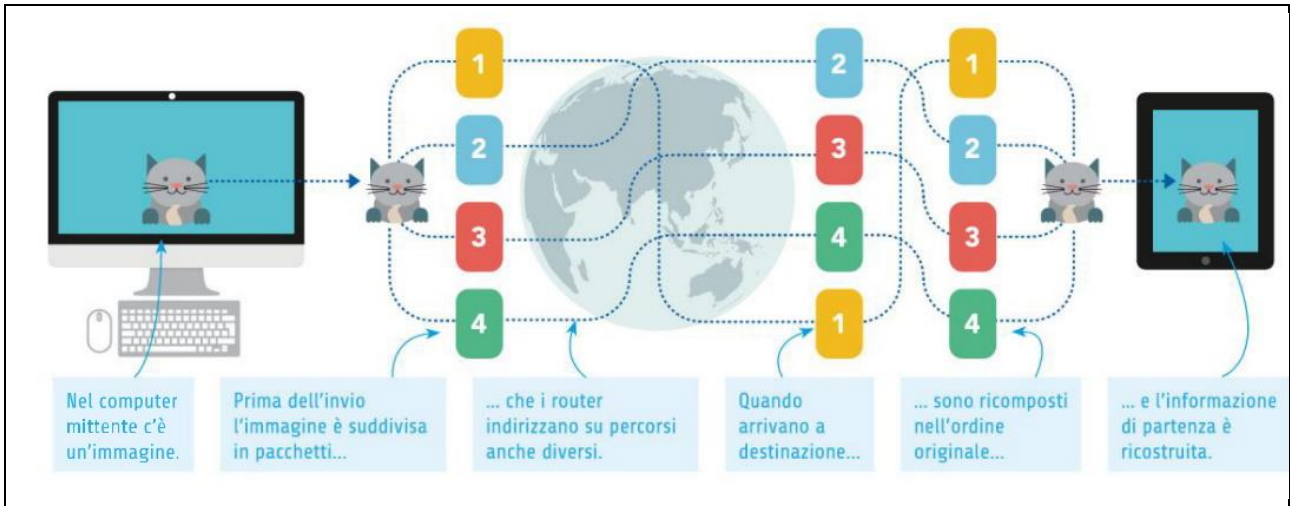 1
2
3
4
2
3
4
1
1
2
3
4
Nel computer
mittente c'è
un'immagine.
Prima dell'invio
l'immagine è suddivisa
in pacchetti...
... che i router
indirizzano su percorsi
anche diversi.
Quando
arrivano a
destinazione...
... sono ricomposti
nell'ordine
originale...
... e l'informazione
di partenza è
ricostruita.